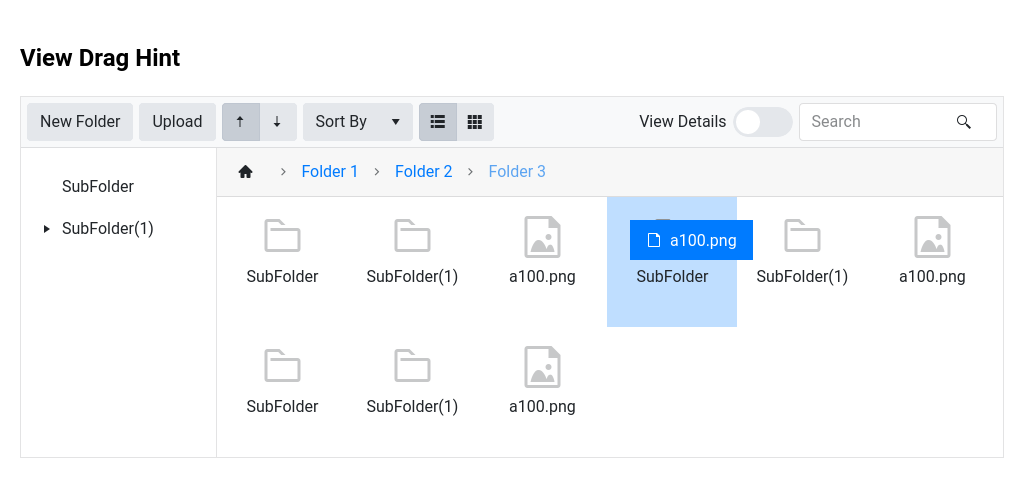 View Drag Hint
New Folder Upload Sort By View Details Search
Folder 1 Folder 2 Folder 3
SubFolder
SubFolder(1)
a100.png
SubFolder SubFolder(1) a100.png SubFolder SubFolder(1) a100.png
SubFolder SubFolder(1) a100.png